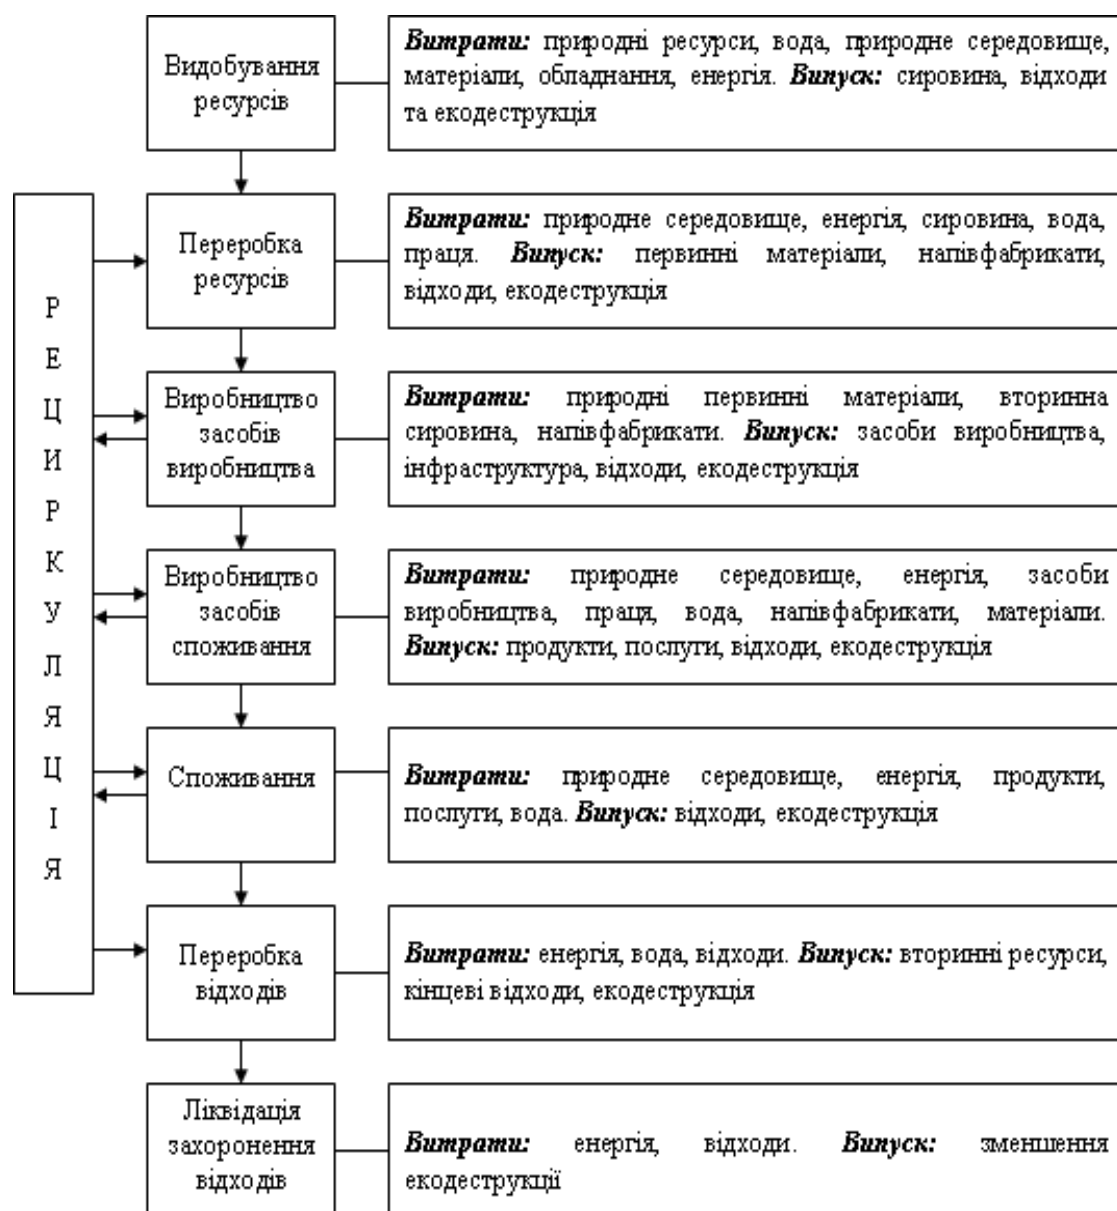 Видобування
ресурсів
Витрати: природні ресурси, вода, природне середовище,
матеріали, обладнання, енергія. Випуск: сировина, відходи
та екодеструкція
РЕЦИРКУЛЯЦІЯ
Переробка
ресурсів
Витрати: природне середовище, енергія, сировина, вода,
праця. Випуск: первинні матеріали, напівфабрикати,
відходи, екодеструкція
Виробництво
засобів
виробництва
Витрати: природні первинні матеріали, вторинна
сировина, напівфабрикати. Випуск: засоби виробництва,
інфраструктура, відходи, екодеструкція
Виробництво
засобів
споживання
Витрати: природне середовище, енергія, засоби
виробництва, праця, вода, напівфабрикати, матеріали.
Випуск: продукти, послуги, відходи, екодеструкція
Споживання
Витрати: природне середовище, енергія, продукти,
послуги, вода. Випуск: відходи, екодеструкція
Переробка
відходів
Витрати: енергія, вода, відходи. Випуск: вторинні ресурси,
кінцеві відходи, екодеструкція
Ліквідація
захоронення
відходів
Витрати: енергія, відходи. Випуск: зменшення
екодеструкції